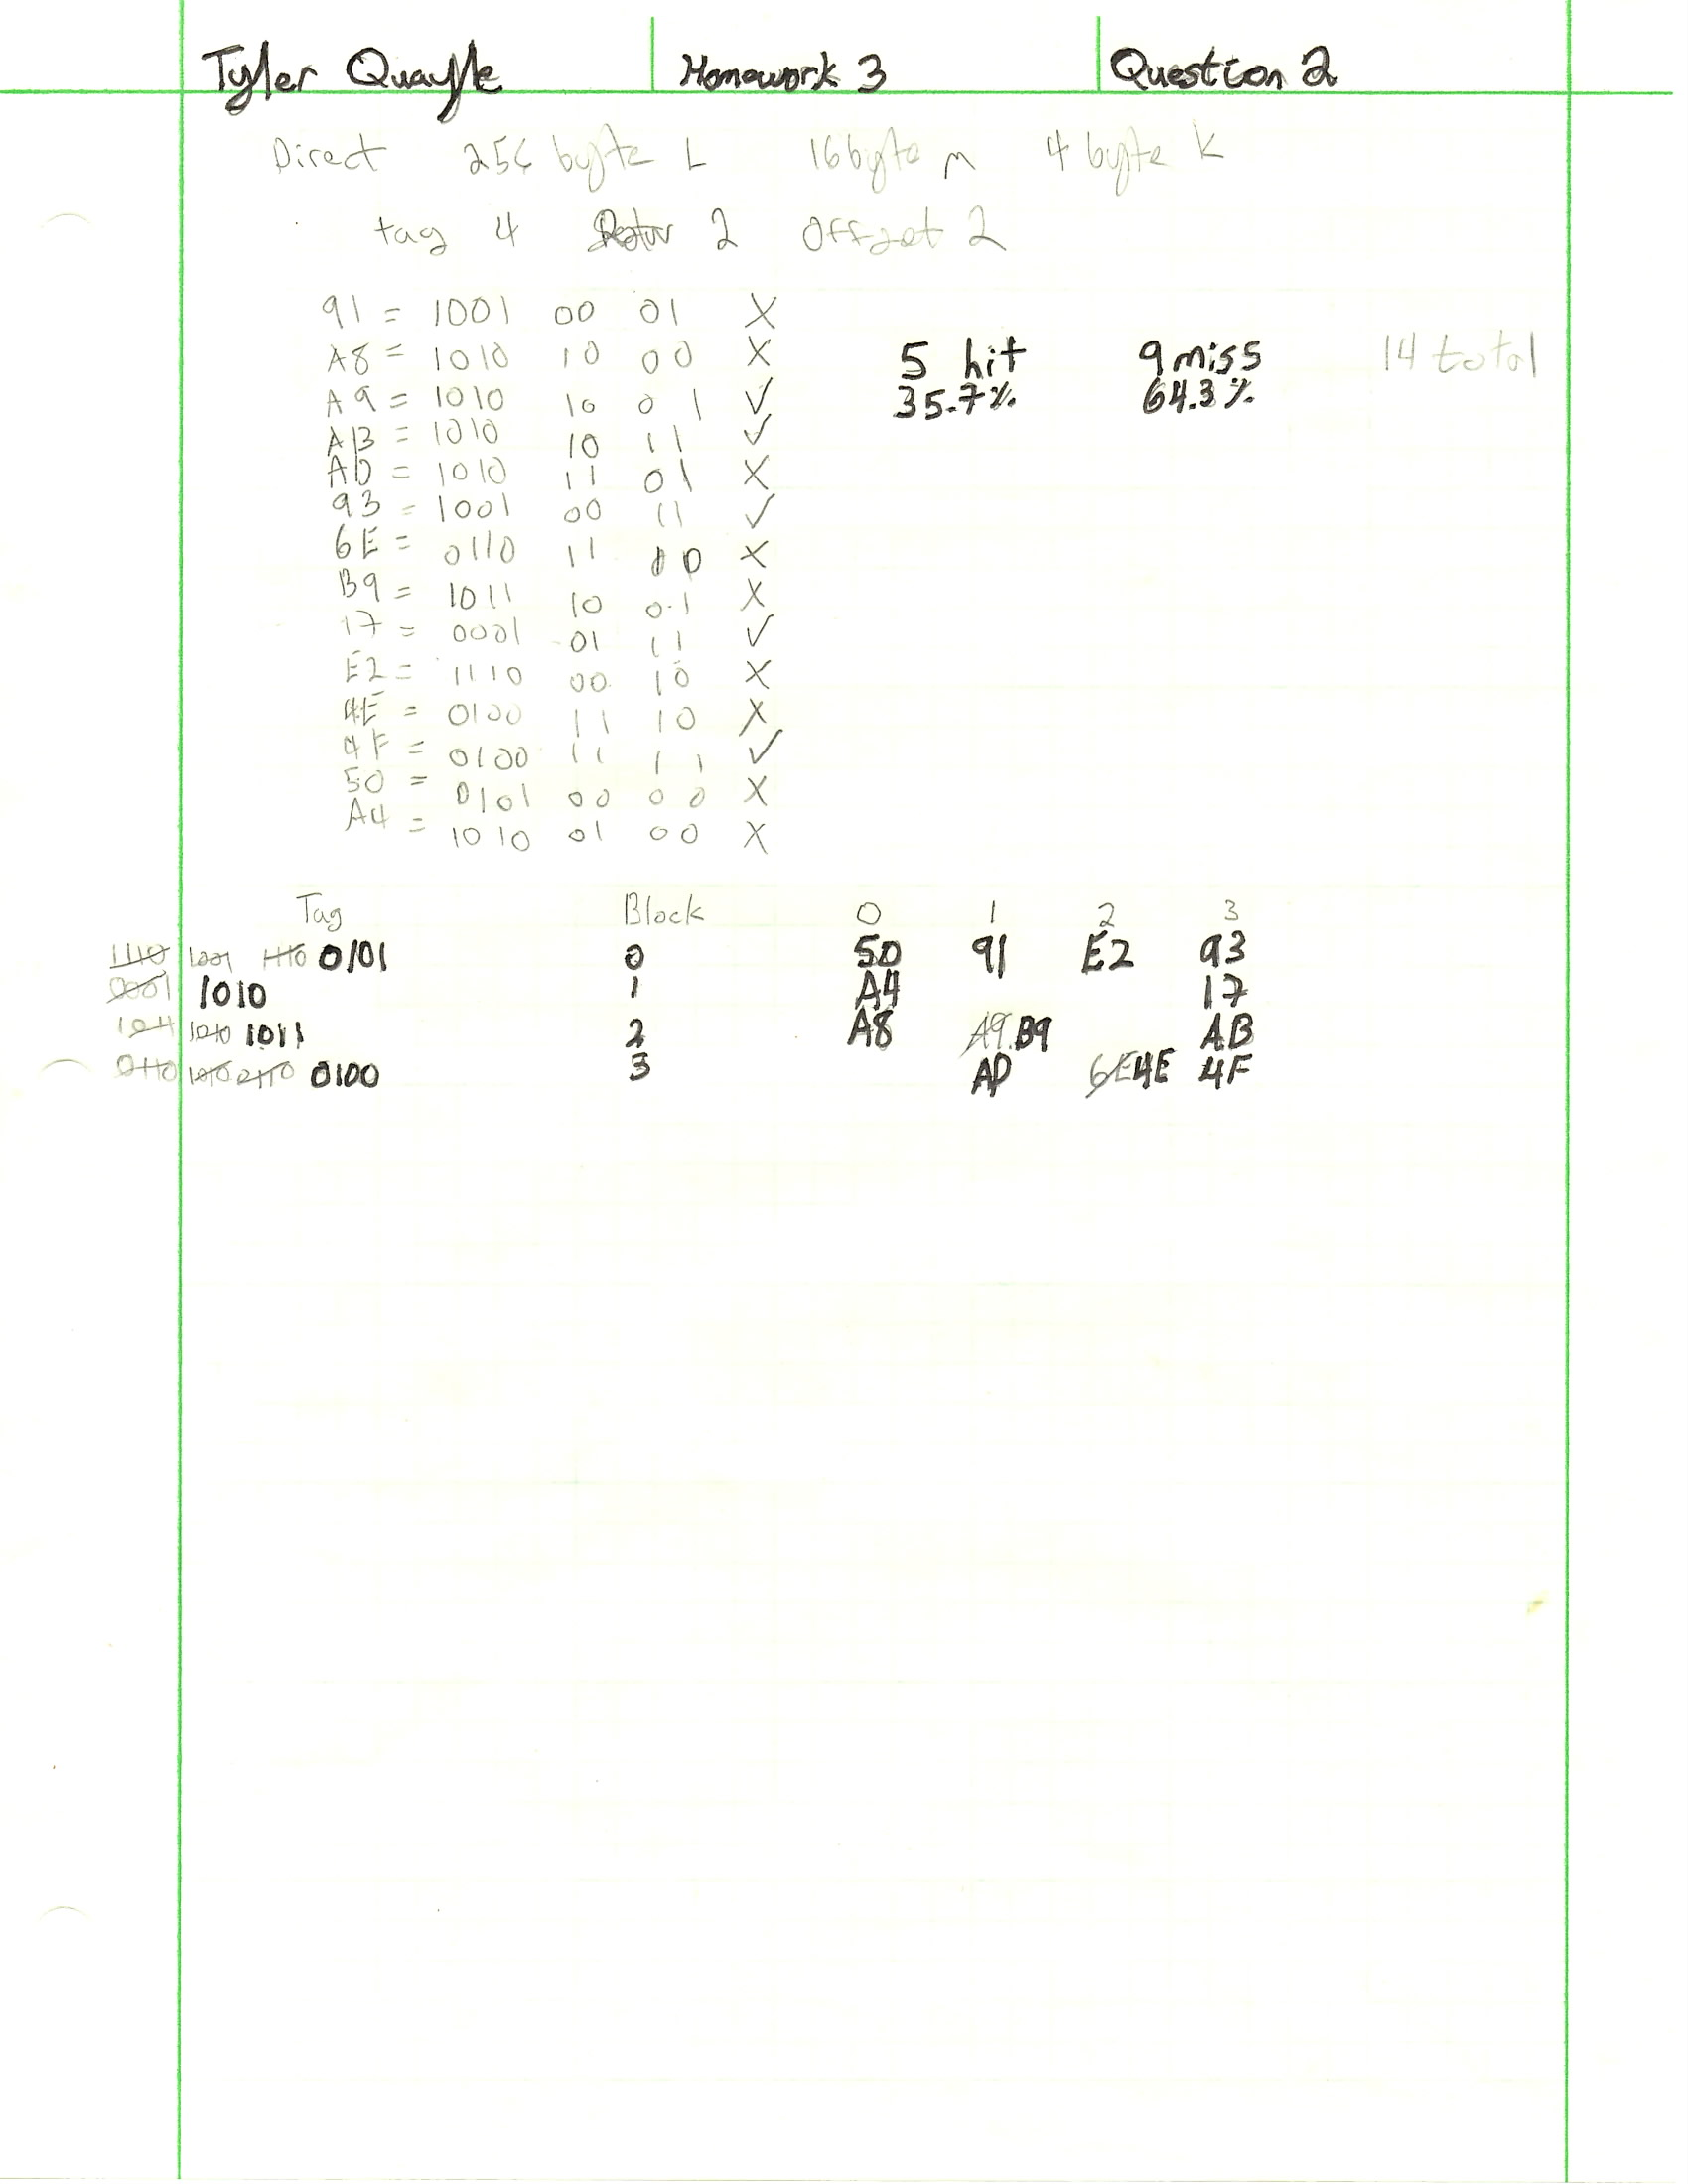 Tyler Quayle Homework 3 Question 2
Direct 256 byte L 16 byte m 4 byte k
tag 4 2 Offset 2
91 = 1001 00 01 X
A8 = 1010 10 00 X
A9 = 1010 10 01 ✓
5 hit 9 miss 14 total
35.7% 64.3%
AB = 1010 10 11 ✓
AD = 1010 11 01 X
93 = 1001 00 11 ✓
6E = 0110 11 10 X
B9 = 1011 10 01 X
17 = 0001 01 11 ✓
E2 = 1110 00 10 X
4E = 0100 11 10 X
4F = 0100 11 11 ✓
50 = 0101 00 00 X
A4 = 1010 01 00 X
Tag Block 0 1 2 3
1110 1001 1110 0101 0 50 91 E2 93
0001 1010 1 A4 17
1010 1011 2 A8 A9 B9 AB
0110 1010 0110 0100 3 AD 6E 4E 4F